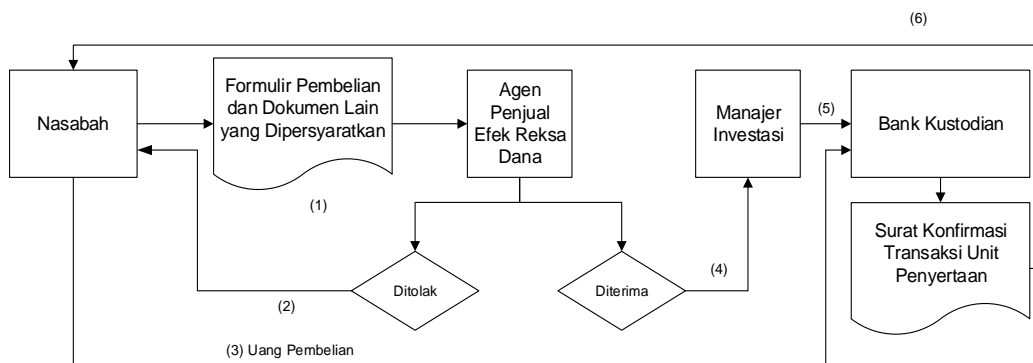 (6)
Nasabah
Formulir Pembelian
dan Dokumen Lain
yang Dipersyaratkan
(1)
Agen
Penjual
Efek Reksa
Dana
Manajer
Investasi
(5)
Bank Kustodian
Surat Konfirmasi
Transaksi Unit
Penyertaan
(2)
Ditolak
Diterima
(4)
(3) Uang Pembelian